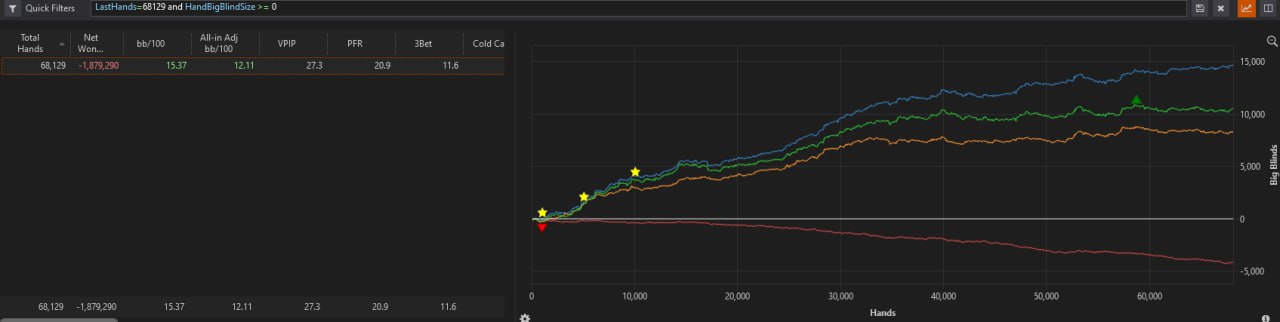 Quick Filters LastHands=68129 and HandBigBlindSize >= 0
Total Hands Net Won... bb/100 All-in Adj bb/100 VPIP PFR 3Bet Cold Ca
68,129 -1,879,290 15.37 12.11 27.3 20.9 11.6
68,129 -1,879,290 15.37 12.11 27.3 20.9 11.6
15,000
10,000
5,000
0
-5,000
Big Blinds
0 10,000 20,000 30,000 40,000 50,000 60,000
Hands